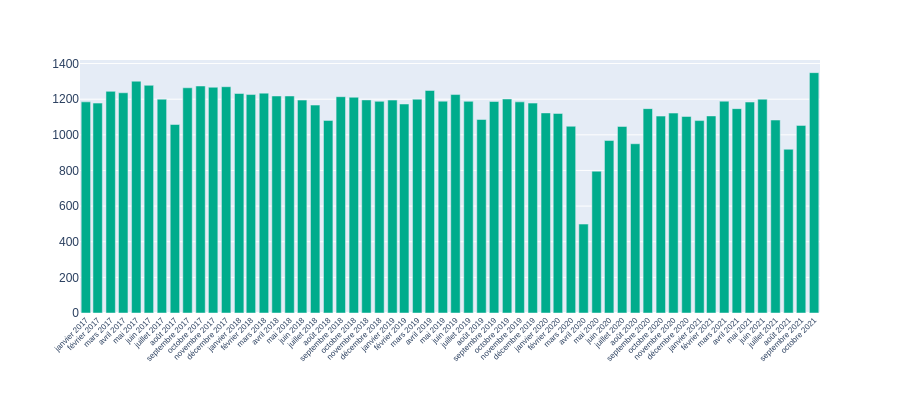 1400
1200
1000
800
600
400
200
0
janvier 2017
février 2017
mars 2017
avril 2017
mai 2017
juin 2017
juillet 2017
août 2017
septembre 2017
octobre 2017
novembre 2017
décembre 2017
janvier 2018
février 2018
mars 2018
avril 2018
mai 2018
juin 2018
juillet 2018
août 2018
septembre 2018
octobre 2018
novembre 2018
décembre 2018
janvier 2019
février 2019
mars 2019
avril 2019
mai 2019
juin 2019
juillet 2019
août 2019
septembre 2019
octobre 2019
novembre 2019
décembre 2019
janvier 2020
février 2020
mars 2020
avril 2020
mai 2020
juin 2020
juillet 2020
août 2020
septembre 2020
octobre 2020
novembre 2020
décembre 2020
janvier 2021
février 2021
mars 2021
avril 2021
mai 2021
juin 2021
juillet 2021
août 2021
septembre 2021
octobre 2021